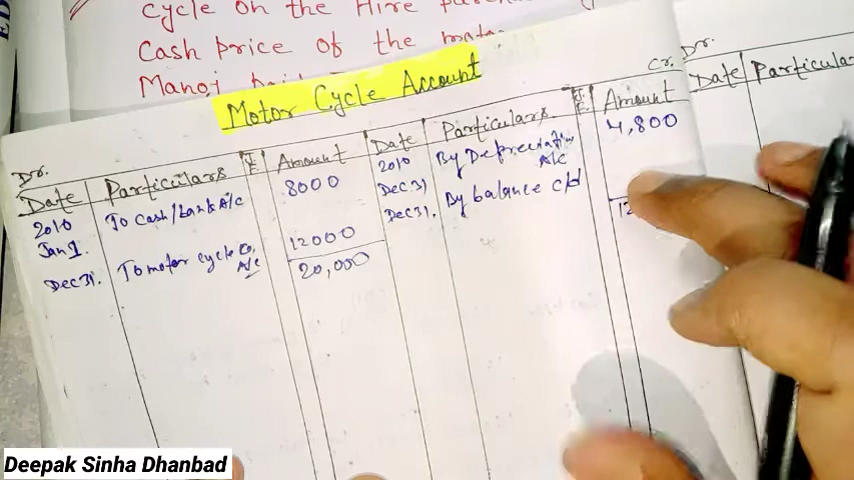 Cycle on the Hire
Cash price of the
Manoj
Motor Cycle Account
Dr.
Cr.
Date Particulars J.F. Amount Date Particulars J.F. Amount
2010
Jan 1. To Cash/Bank A/c 8000
Dec 31. To motor cycle Co. A/c 12000
20,000
2010
Dec 31 By Depreciation A/c 4,800
Dec 31. By balance c/d
12
Dr.
Date Particular
Deepak Sinha Dhanbad